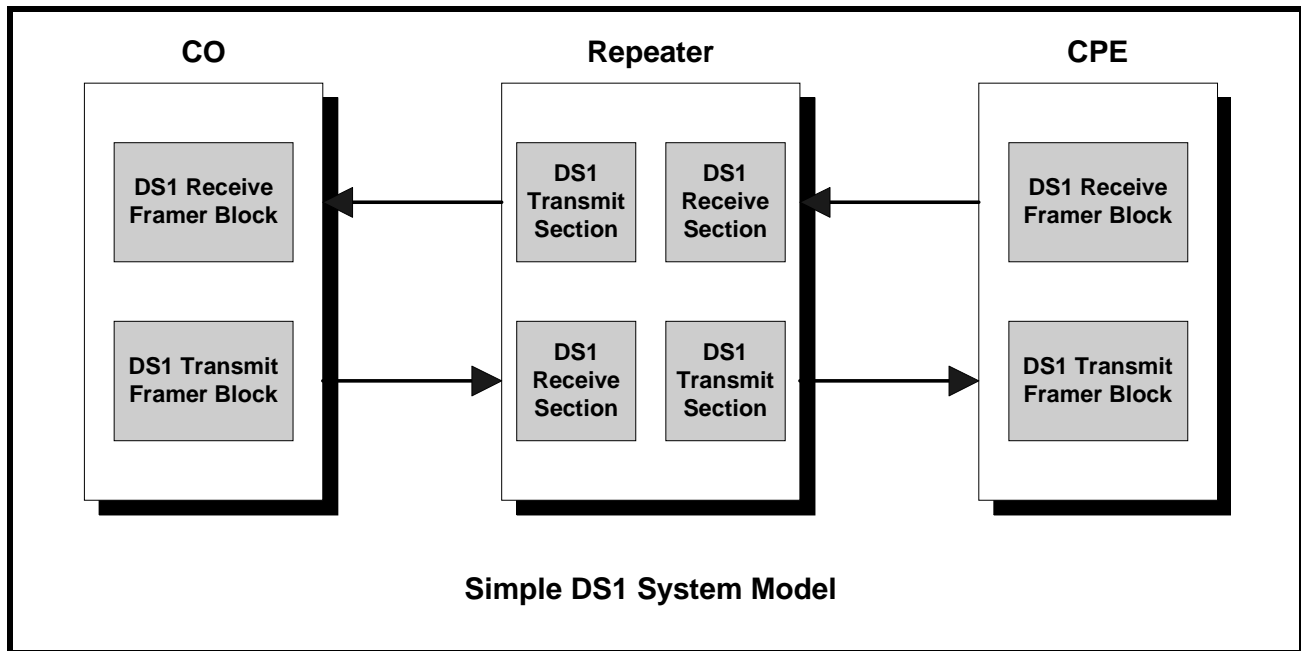 CO
Repeater
CPE
DS1 Receive
Framer Block
DS1
Transmit
Section
DS1
Receive
Section
DS1 Receive
Framer Block
DS1 Transmit
Framer Block
DS1
Receive
Section
DS1
Transmit
Section
DS1 Transmit
Framer Block
Simple DS1 System Model